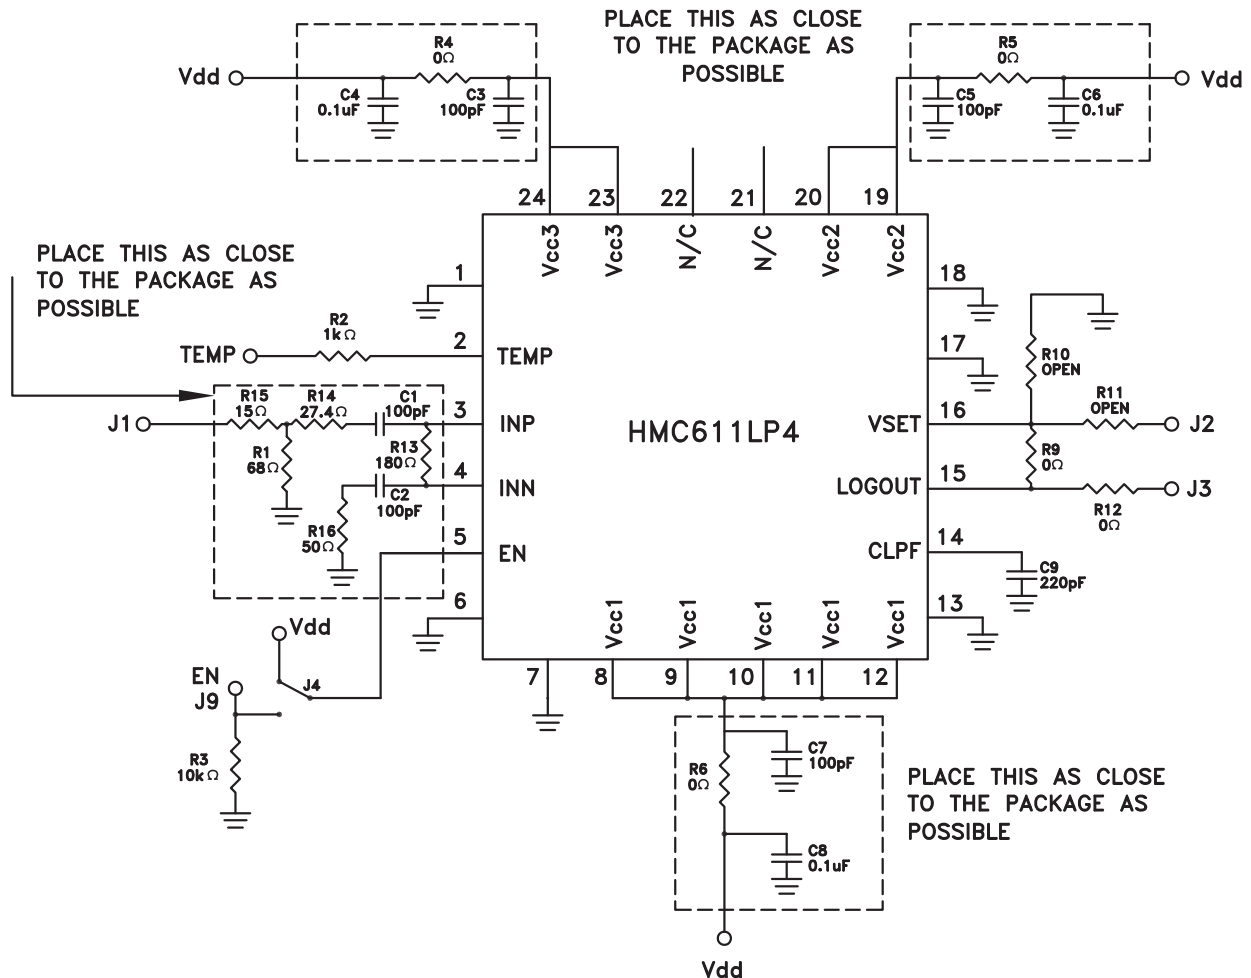 PLACE THIS AS CLOSE
TO THE PACKAGE AS
POSSIBLE
Vdd
R4
0Ω
C4
0.1uF
C3
100pF
R5
0Ω
C5
100pF
C6
0.1uF
Vdd
24
23
22
21
20
19
Vcc3
Vcc3
N/C
N/C
Vcc2
Vcc2
PLACE THIS AS CLOSE
TO THE PACKAGE AS
POSSIBLE
1
18
R2
1kΩ
TEMP
2
TEMP
17
R10
OPEN
R15
15Ω
R14
27.4Ω
C1
100pF
J1
3
INP
HMC611LP4
VSET
16
R11
OPEN
J2
R1
68Ω
R13
180Ω
R9
0Ω
4
INN
LOGOUT
15
J3
C2
100pF
R12
0Ω
R16
50Ω
5
EN
CLPF
14
C9
220pF
6
13
Vcc1
Vcc1
Vcc1
Vcc1
Vcc1
Vdd
7
8
9
10
11
12
EN
J9
J4
R3
10kΩ
R6
0Ω
C7
100pF
PLACE THIS AS CLOSE
TO THE PACKAGE AS
POSSIBLE
C8
0.1uF
Vdd